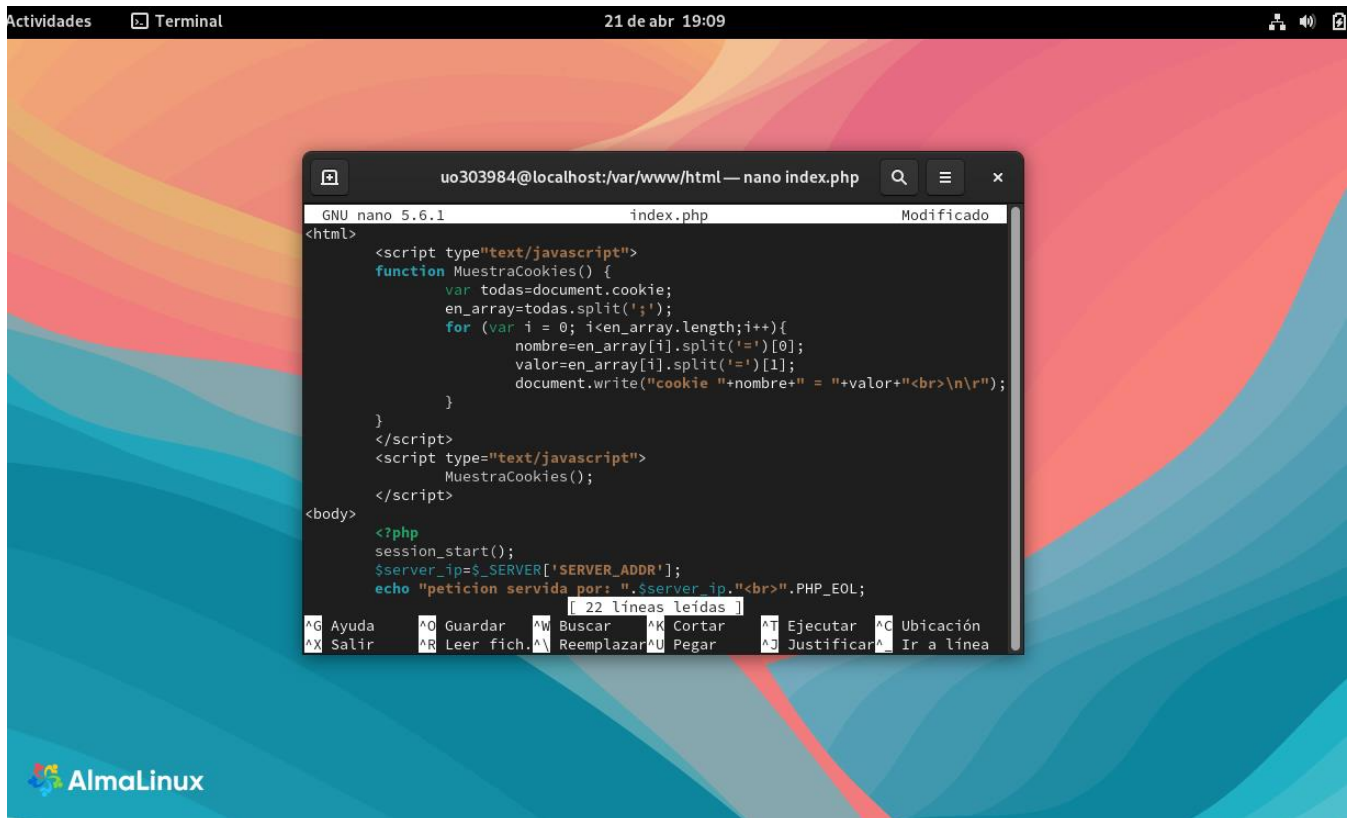 Actividades Terminal 21 de abr 19:09
uo303984@localhost:/var/www/html — nano index.php
GNU nano 5.6.1 index.php Modificado
<html>
<script type"text/javascript">
function MuestraCookies() {
var todas=document.cookie;
en_array=todas.split(';');
for (var i = 0; i<en_array.length;i++){
nombre=en_array[i].split('=')[0];
valor=en_array[i].split('=')[1];
document.write("cookie "+nombre+" = "+valor+"<br>\n\r");
}
}
</script>
<script type="text/javascript">
MuestraCookies();
</script>
<body>
<?php
session_start();
$server_ip=$_SERVER['SERVER_ADDR'];
echo "peticion servida por: ".$server_ip."<br>".PHP_EOL;
[ 22 líneas leídas ]
^G Ayuda ^O Guardar ^W Buscar ^K Cortar ^T Ejecutar ^C Ubicación
^X Salir ^R Leer fich. ^\ Reemplazar ^U Pegar ^J Justificar ^_ Ir a línea
AlmaLinux